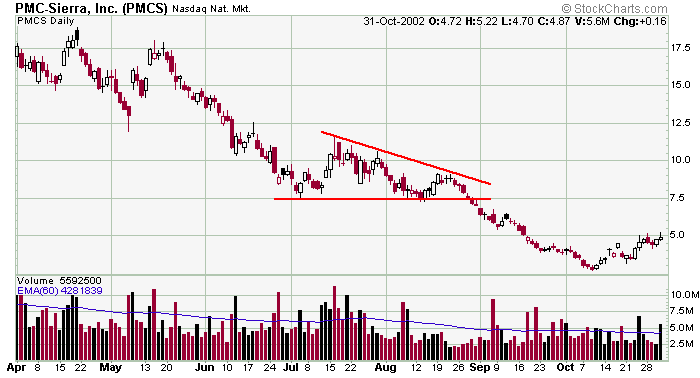 PMC-Sierra, Inc. (PMCS) Nasdaq Nat. Mkt. © StockCharts.com
31-Oct-2002 O:4.72 H:5.22 L:4.70 C:4.87 V:5.6M Chg:+0.16
PMCS Daily
17.5
15.0
12.5
10.0
7.5
5.0
Volume 5592500
EMA(60) 4281839
10.0M
7.5M
5.0M
2.5M
Apr 8 15 22 May 13 20 28 Jun 10 17 24 Jul 8 15 22 Aug 12 19 26 Sep 9 16 23 Oct 7 14 21 28